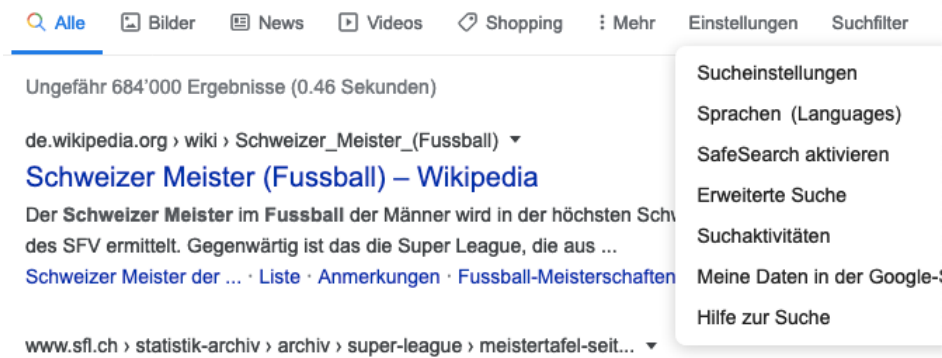 Alle Bilder News Videos Shopping Mehr Einstellungen Suchfilter
Ungefähr 684’000 Ergebnisse (0.46 Sekunden)
de.wikipedia.org › wiki › Schweizer_Meister_(Fussball)
Schweizer Meister (Fussball) – Wikipedia
Der Schweizer Meister im Fussball der Männer wird in der höchsten
des SFV ermittelt. Gegenwärtig ist das die Super League, die aus ...
Schweizer Meister der ... · Liste · Anmerkungen · Fussball-Meisterschaften
www.sfl.ch › statistik-archiv › archiv › super-league › meistertafel-seit...
Sucheinstellungen
Sprachen (Languages)
SafeSearch aktivieren
Erweiterte Suche
Suchaktivitäten
Meine Daten in der Google-
Hilfe zur Suche